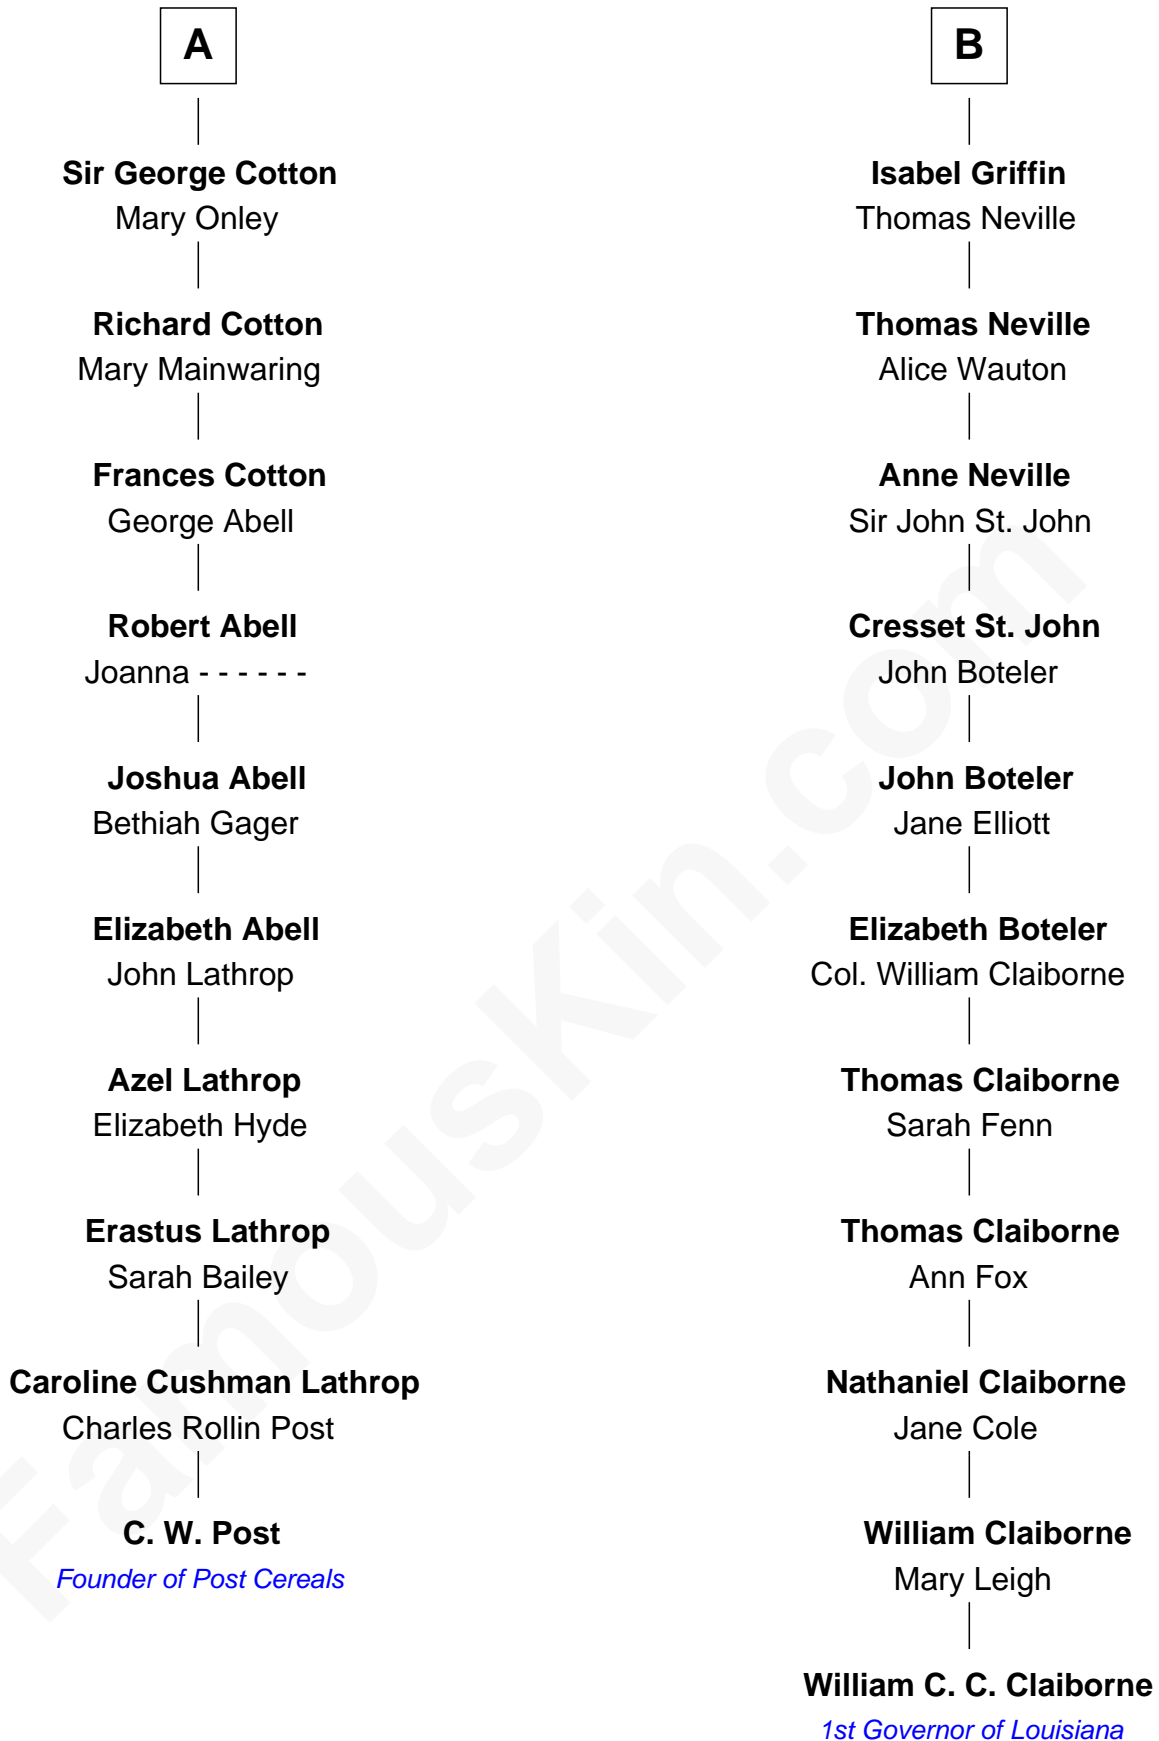 A
Sir George Cotton
Mary Onley
Richard Cotton
Mary Mainwaring
Frances Cotton
George Abell
Robert Abell
Joanna - - - - - -
Joshua Abell
Bethiah Gager
Elizabeth Abell
John Lathrop
Azel Lathrop
Elizabeth Hyde
Erastus Lathrop
Sarah Bailey
Caroline Cushman Lathrop
Charles Rollin Post
C. W. Post
Founder of Post Cereals
B
Isabel Griffin
Thomas Neville
Thomas Neville
Alice Wauton
Anne Neville
Sir John St. John
Cresset St. John
John Boteler
John Boteler
Jane Elliott
Elizabeth Boteler
Col. William Claiborne
Thomas Claiborne
Sarah Fenn
Thomas Claiborne
Ann Fox
Nathaniel Claiborne
Jane Cole
William Claiborne
Mary Leigh
William C. C. Claiborne
1st Governor of Louisiana
FamousKin.com